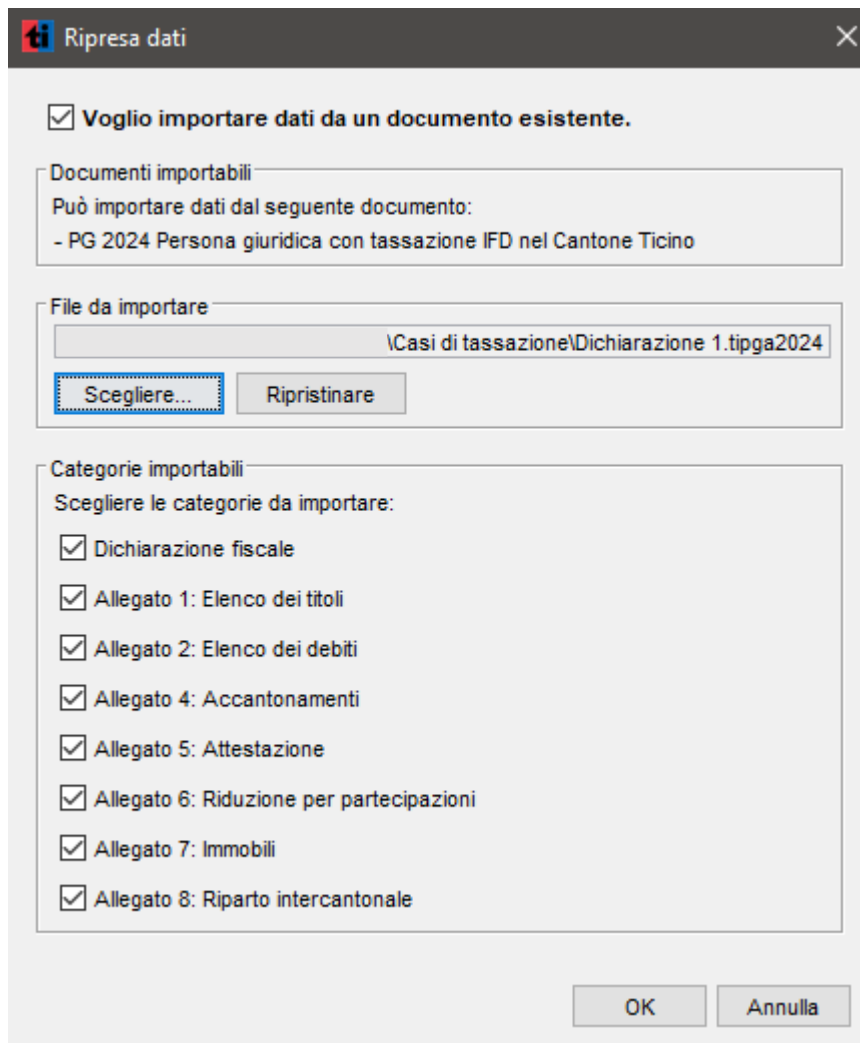 ti Ripresa dati
Voglio importare dati da un documento esistente.
Documenti importabili
Può importare dati dal seguente documento:
- PG 2024 Persona giuridica con tassazione IFD nel Cantone Ticino
File da importare
\Casi di tassazione\Dichiarazione 1.tipga2024
Scegliere... Ripristinare
Categorie importabili
Scegliere le categorie da importare:
Dichiarazione fiscale
Allegato 1: Elenco dei titoli
Allegato 2: Elenco dei debiti
Allegato 4: Accantonamenti
Allegato 5: Attestazione
Allegato 6: Riduzione per partecipazioni
Allegato 7: Immobili
Allegato 8: Riparto intercantonale
OK Annulla